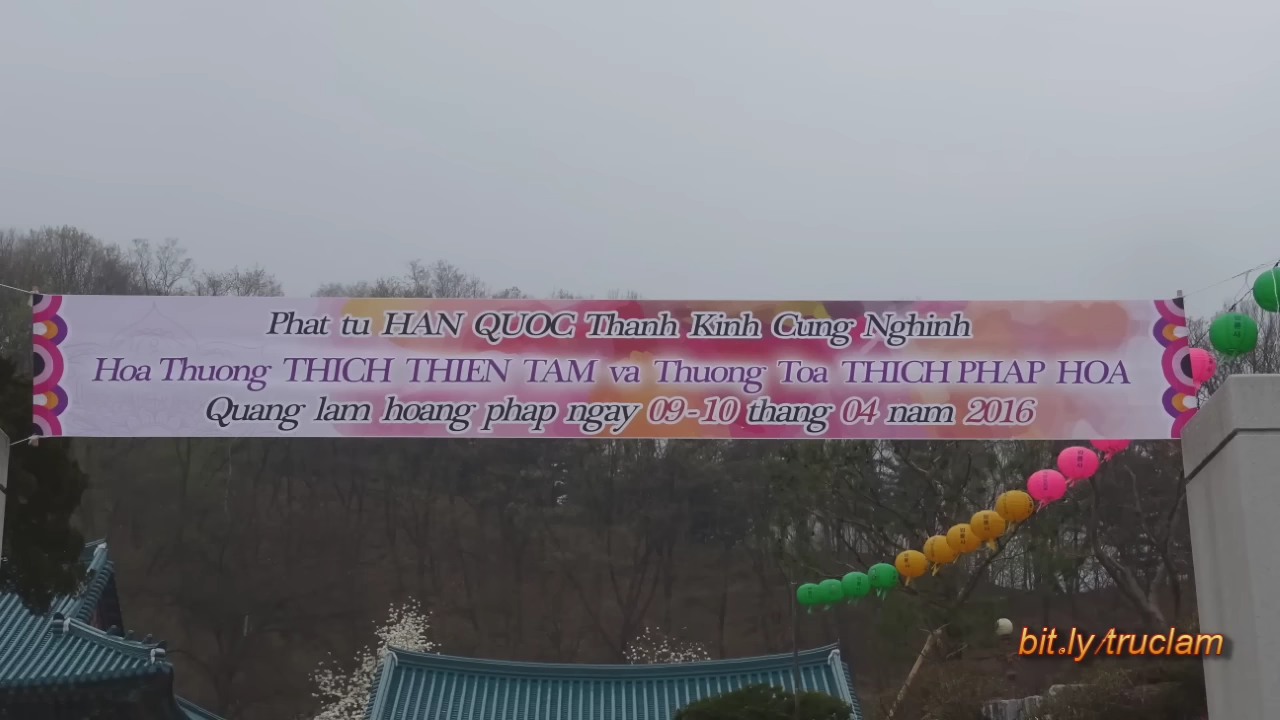 Phat tu HAN QUOC Thanh Kinh Cung Nghinh
Hoa Thuong THICH THIEN TAM va Thuong Toa THICH PHAP HOA
Quang lam hoang phap ngay 09-10 thang 04 nam 2016
bit.ly/truclam